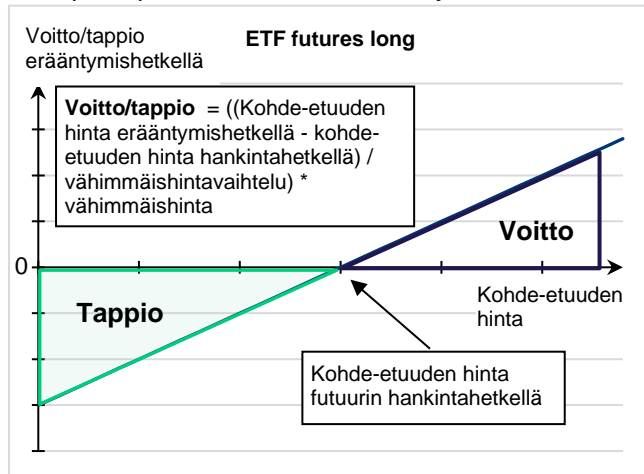 Voitto/tappio
erääntymishetkellä
ETF futures long
Voitto/tappio = ((Kohde-etuuden
hinta erääntymishetkellä - kohde-
etuuden hinta hankintahetkellä) /
vähimmäishintavaihtelu) *
vähimmäishinta
Voitto
0
Kohde-etuuden
hinta
Tappio
Kohde-etuuden hinta
futuurin hankintahetkellä